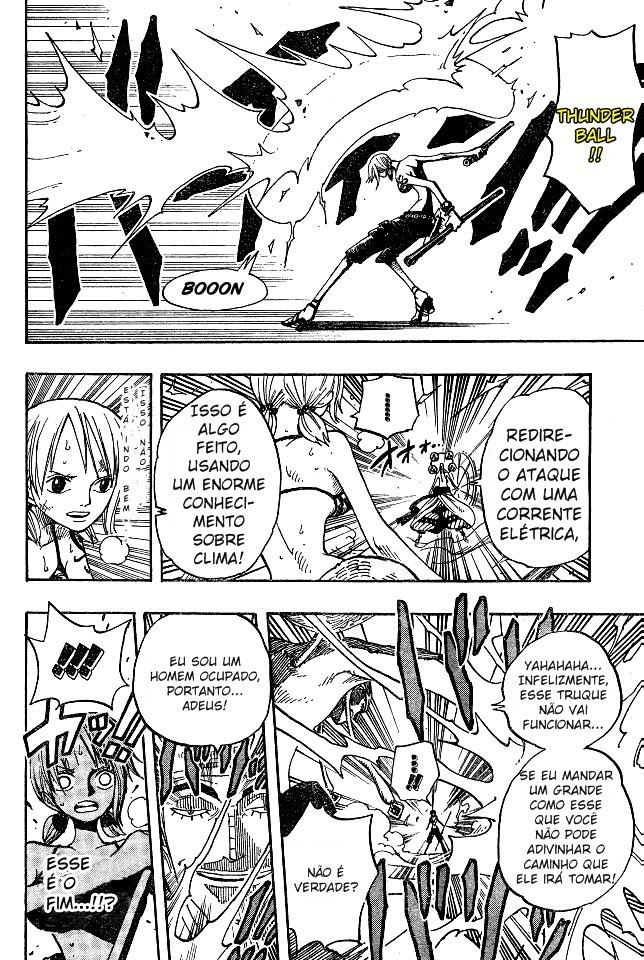 THUNDER
BALL
!!
BOOON
REDIRE-
CIONANDO
O ATAQUE
COM UMA
CORRENTE
ELÉTRICA,
ISSO É
ALGO
FEITO,
USANDO
UM ENORME
CONHECI-
MENTO
SOBRE
CLIMA!
ISSO NÃO
ESTÁ INDO BEM
YAHAHAHA...
INFELIZMENTE,
ESSE TRUQUE
NÃO VAI
FUNCIONAR...
SE EU MANDAR
UM GRANDE
COMO ESSE
QUE VOCÊ
NÃO PODE
ADIVINHAR O
CAMINHO QUE
ELE IRÁ TOMAR!
NÃO É
VERDADE?
EU SOU UM
HOMEM OCUPADO,
PORTANTO...
ADEUS!
!!!!
ESSE
É O
FIM...!!?